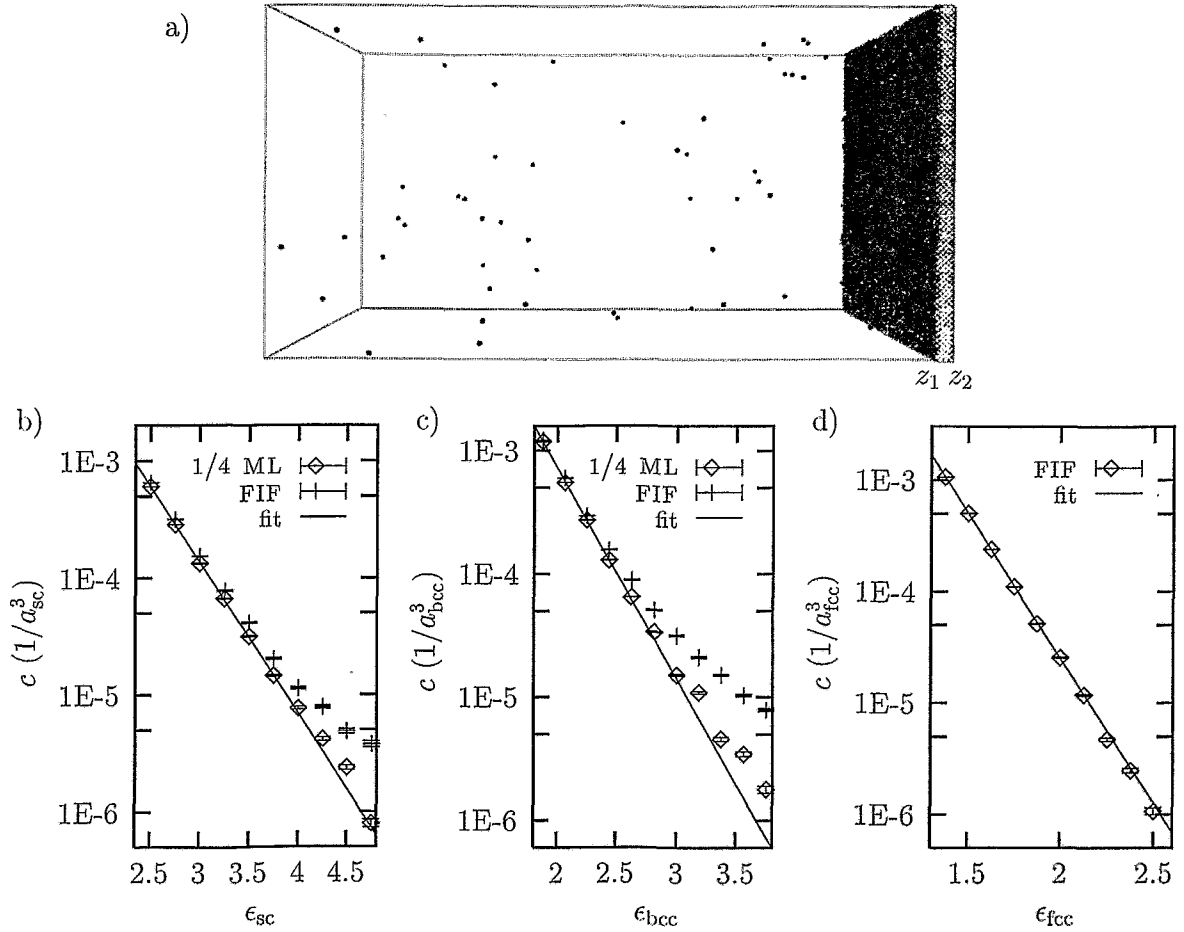 a)
z₁ z₂
b)
1/4 ML
FIF
fit
1E-3
1E-4
1E-5
1E-6
c (1/a³sc)
2.5 3 3.5 4 4.5
ϵsc
c)
1/4 ML
FIF
fit
1E-3
1E-4
1E-5
1E-6
c (1/a³bcc)
2 2.5 3 3.5
ϵbcc
d)
FIF
fit
1E-3
1E-4
1E-5
1E-6
c (1/a³fcc)
1.5 2 2.5
ϵfcc